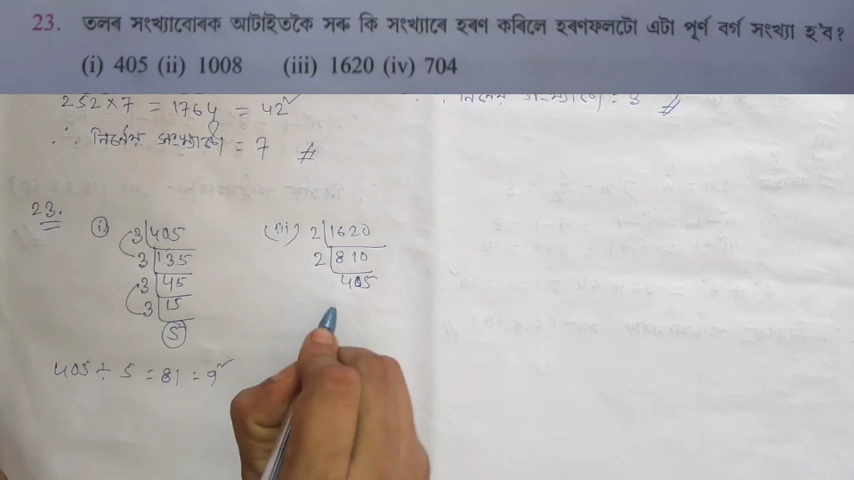 23. তলৰ সংখ্যাবোৰক আটাইতকৈ সৰু কি সংখ্যাৰে হৰণ কৰিলে হৰণফলটো এটা পূৰ্ণ বৰ্গ সংখ্যা হ'ব?
(i) 405 (ii) 1008 (iii) 1620 (iv) 704
252 × 7 = 1764 = 42²
∴ নিৰ্ণেয় সংখ্যাটো = 7 #
23.
(i) 3 405
3 135
3 45
3 15
5
405 ÷ 5 = 81 = 9²
(iii) 2 1620
2 810
405